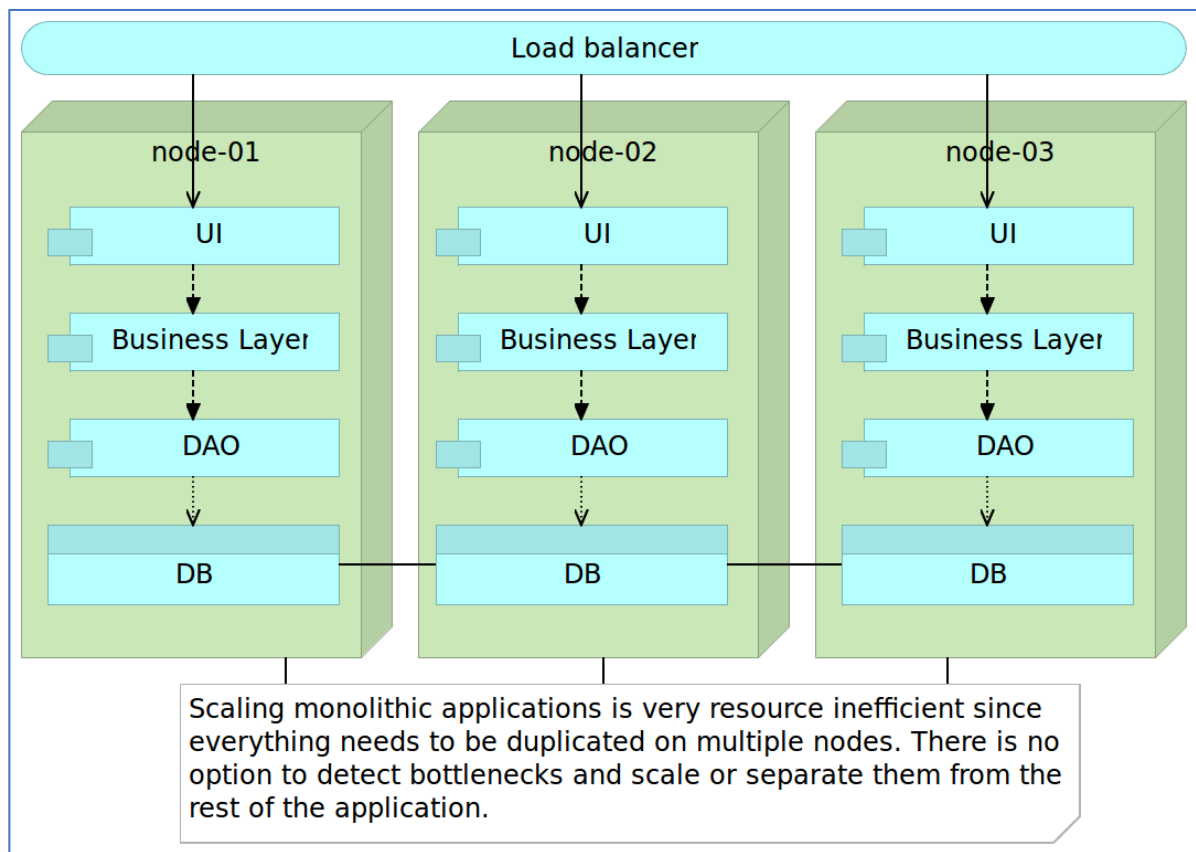 Load balancer
node-01
node-02
node-03
UI
UI
UI
Business Layer
Business Layer
Business Layer
DAO
DAO
DAO
DB
DB
DB
Scaling monolithic applications is very resource inefficient since
everything needs to be duplicated on multiple nodes. There is no
option to detect bottlenecks and scale or separate them from the
rest of the application.